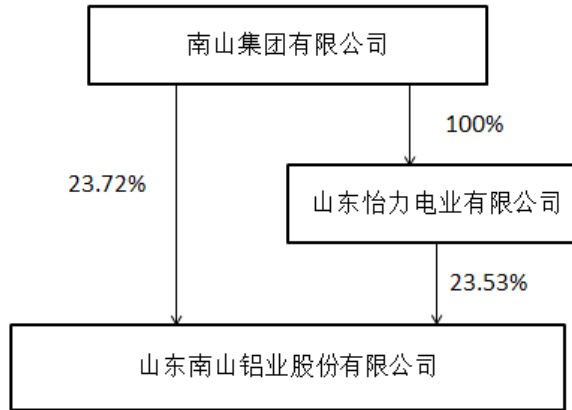 南山集团有限公司
100%
23.72%
山东怡力电业有限公司
23.53%
山东南山铝业股份有限公司